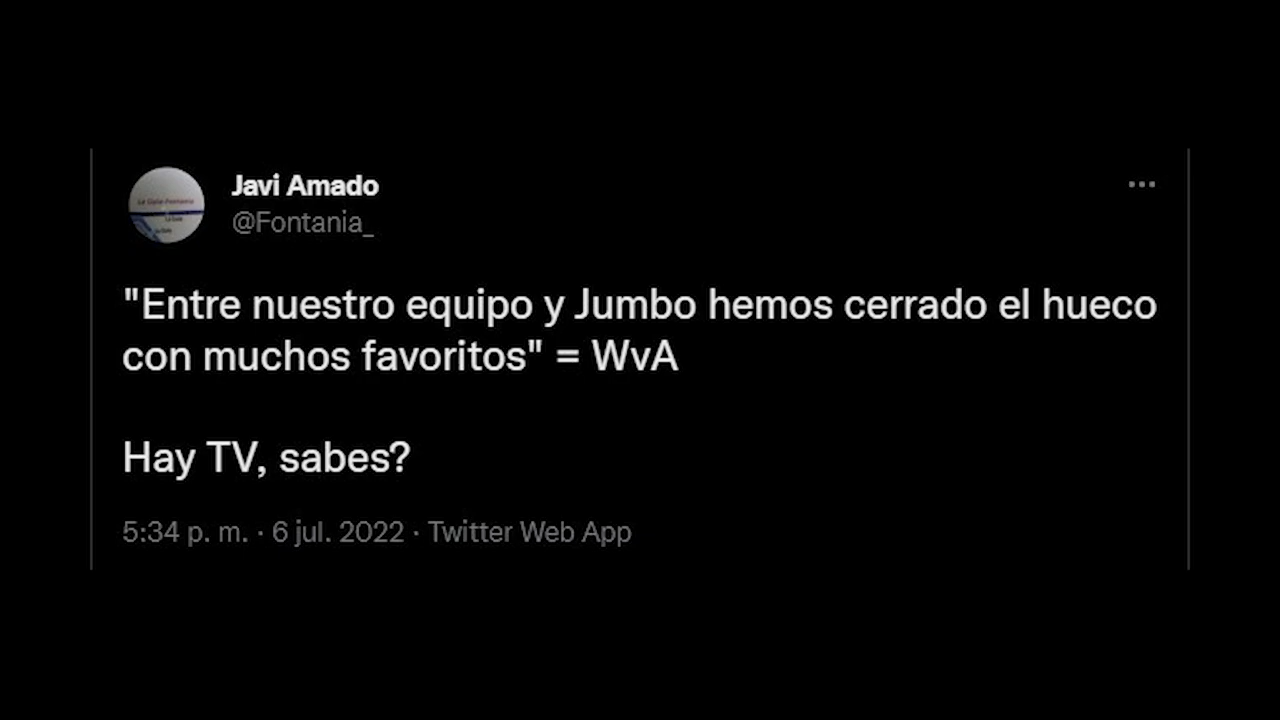 Javi Amado
@Fontania_
"Entre nuestro equipo y Jumbo hemos cerrado el hueco
con muchos favoritos" = WvA
Hay TV, sabes?
5:34 p. m. · 6 jul. 2022 · Twitter Web App